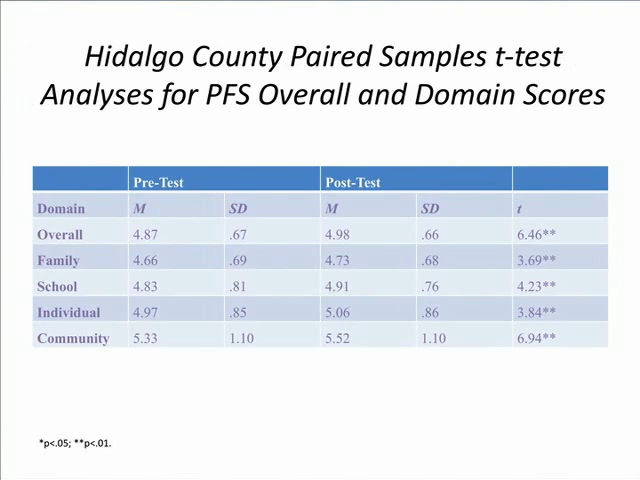 Hidalgo County Paired Samples t-test
Analyses for PFS Overall and Domain Scores
Pre-Test Post-Test
Domain M SD M SD t
Overall 4.87 .67 4.98 .66 6.46**
Family 4.66 .69 4.73 .68 3.69**
School 4.83 .81 4.91 .76 4.23**
Individual 4.97 .85 5.06 .86 3.84**
Community 5.33 1.10 5.52 1.10 6.94**
*p<.05; **p<.01.